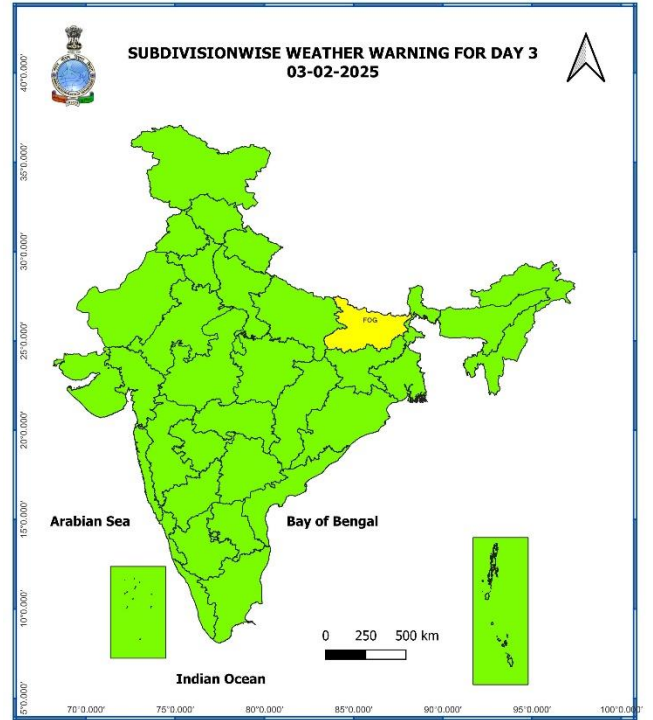 SUBDIVISIONWISE WEATHER WARNING FOR DAY 3
03-02-2025
40°0.000'
35°0.000'
30°0.000'
25°0.000'
20°0.000'
15°0.000'
10°0.000'
5°0.000'
FOG
Arabian Sea
Bay of Bengal
0 250 500 km
Indian Ocean
70°0.000' 75°0.000' 80°0.000' 85°0.000' 90°0.000' 95°0.000' 100°0.000'